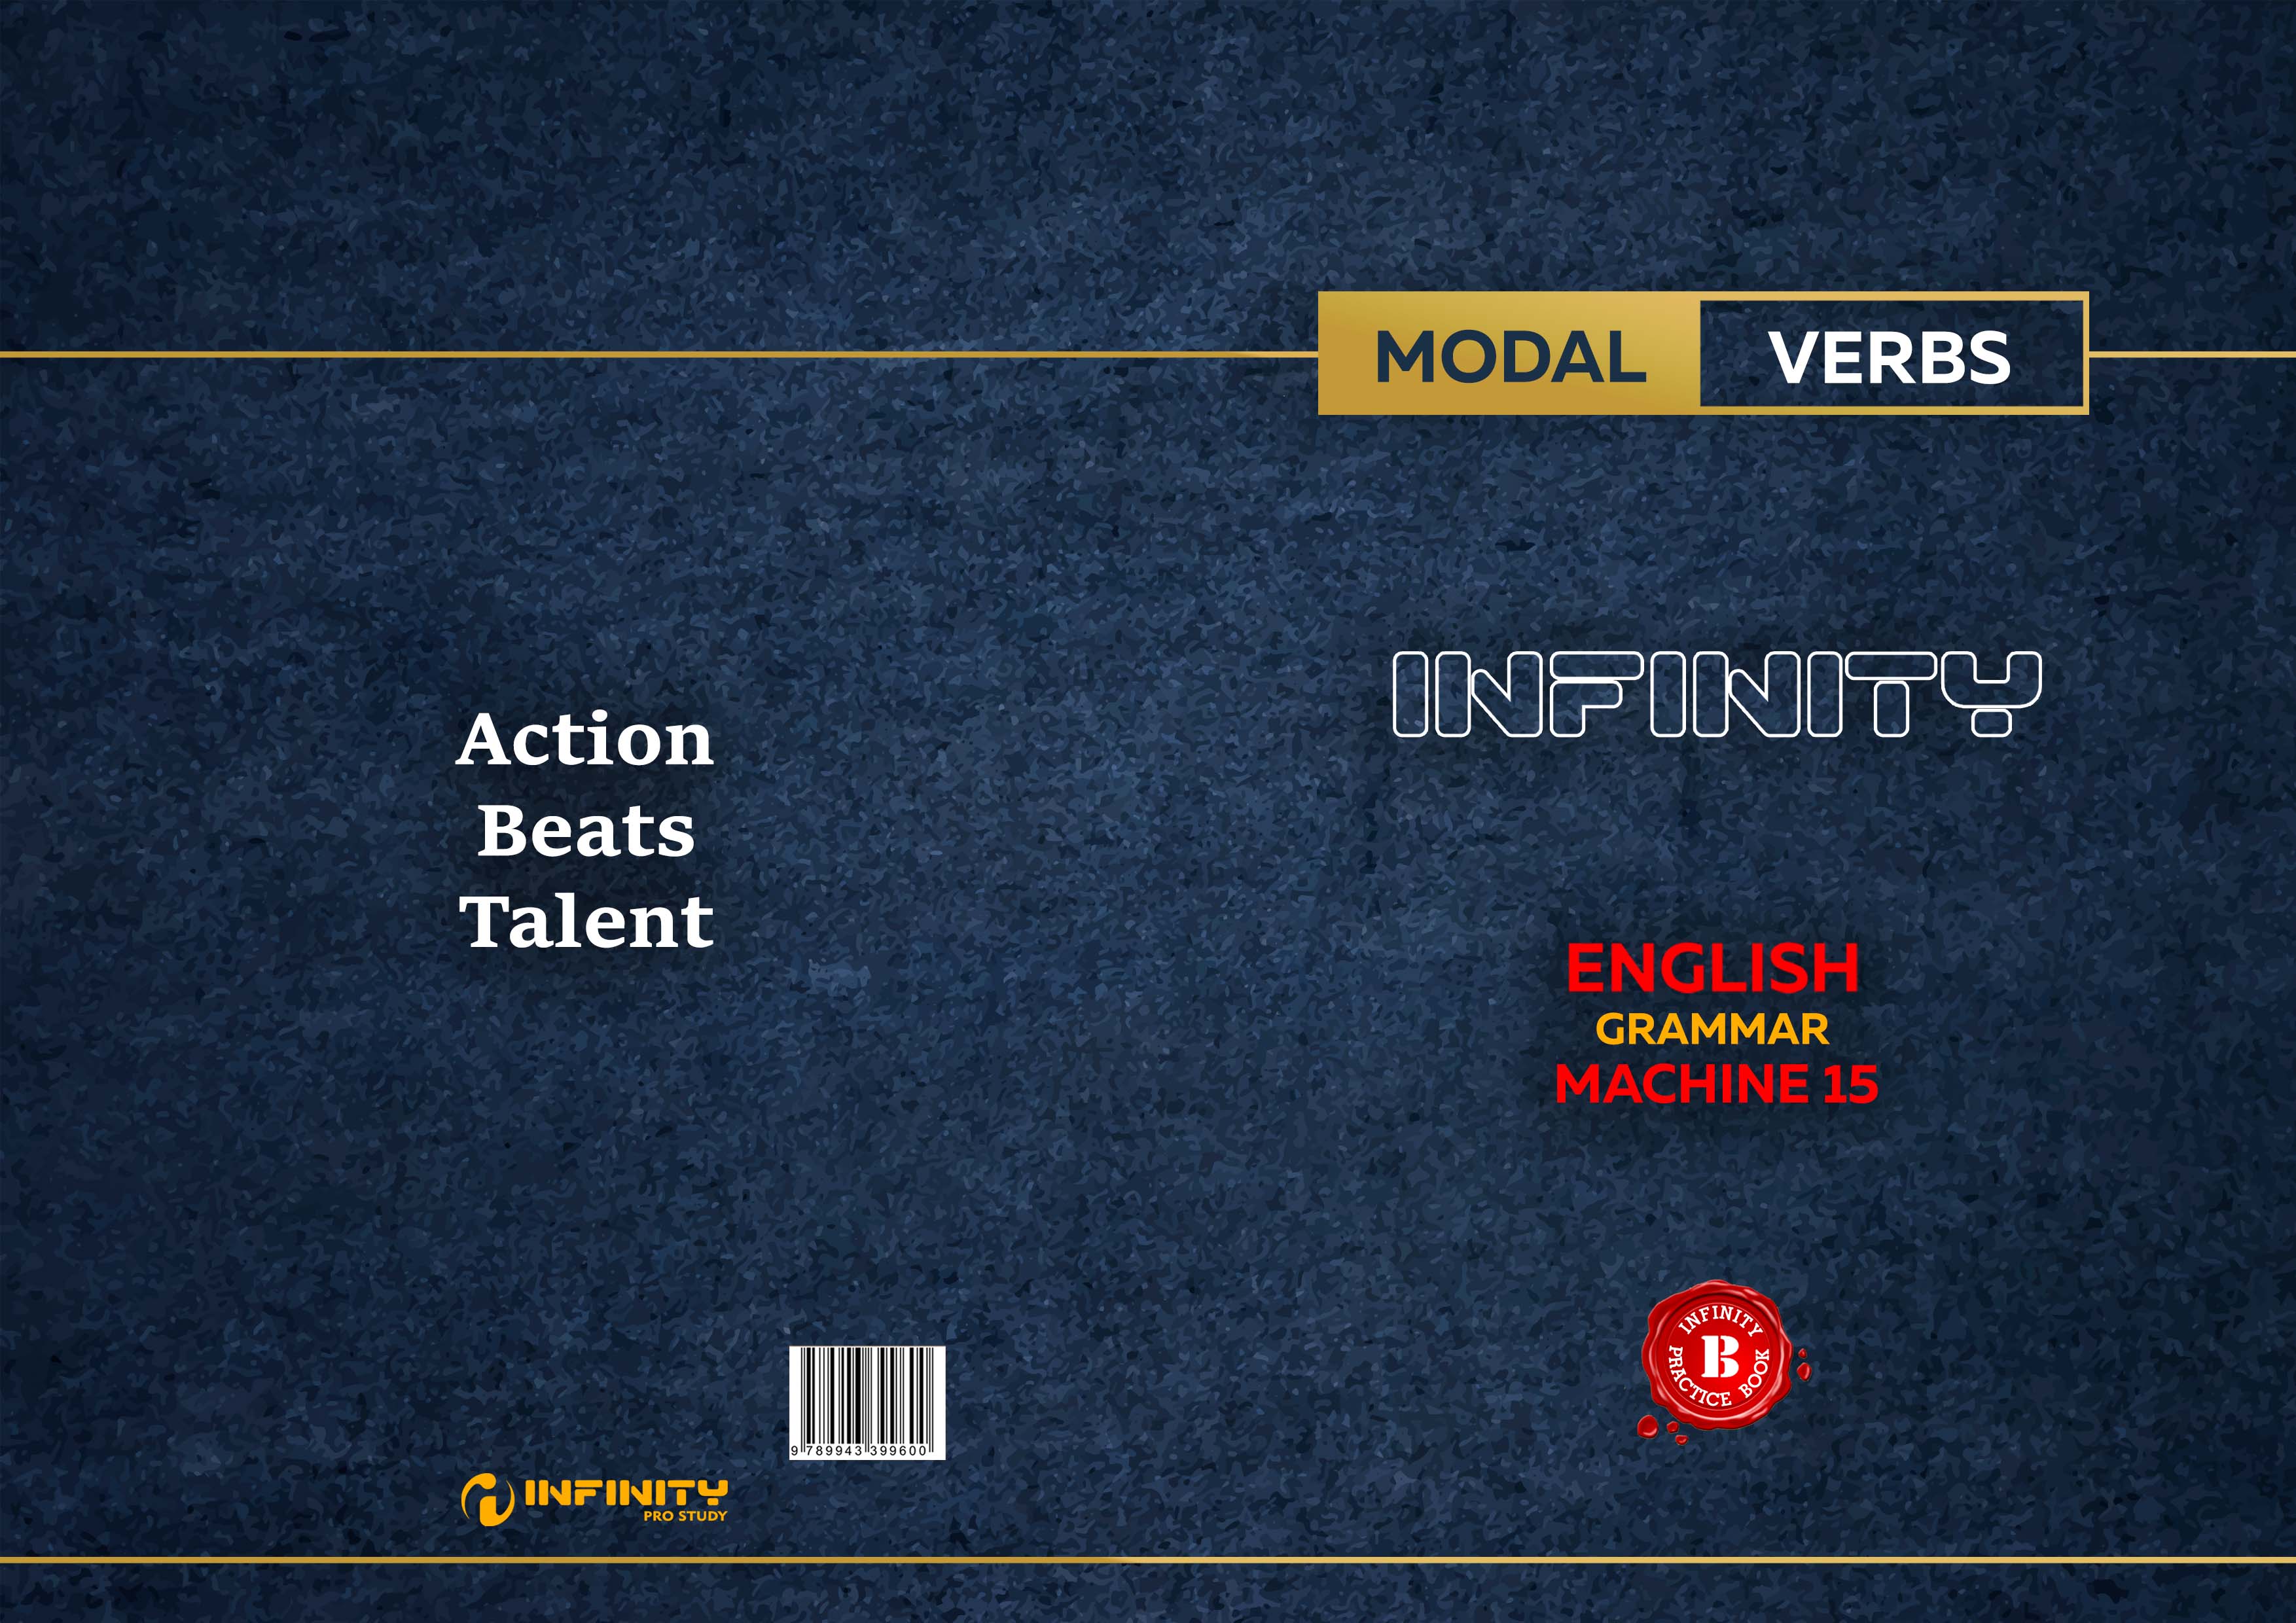 MODAL VERBS
INFINITY
ENGLISH
GRAMMAR
MACHINE 15
INFINITY
B
PRACTICE BOOK
Action
Beats
Talent
9 789943 399600
INFINITY
PRO STUDY